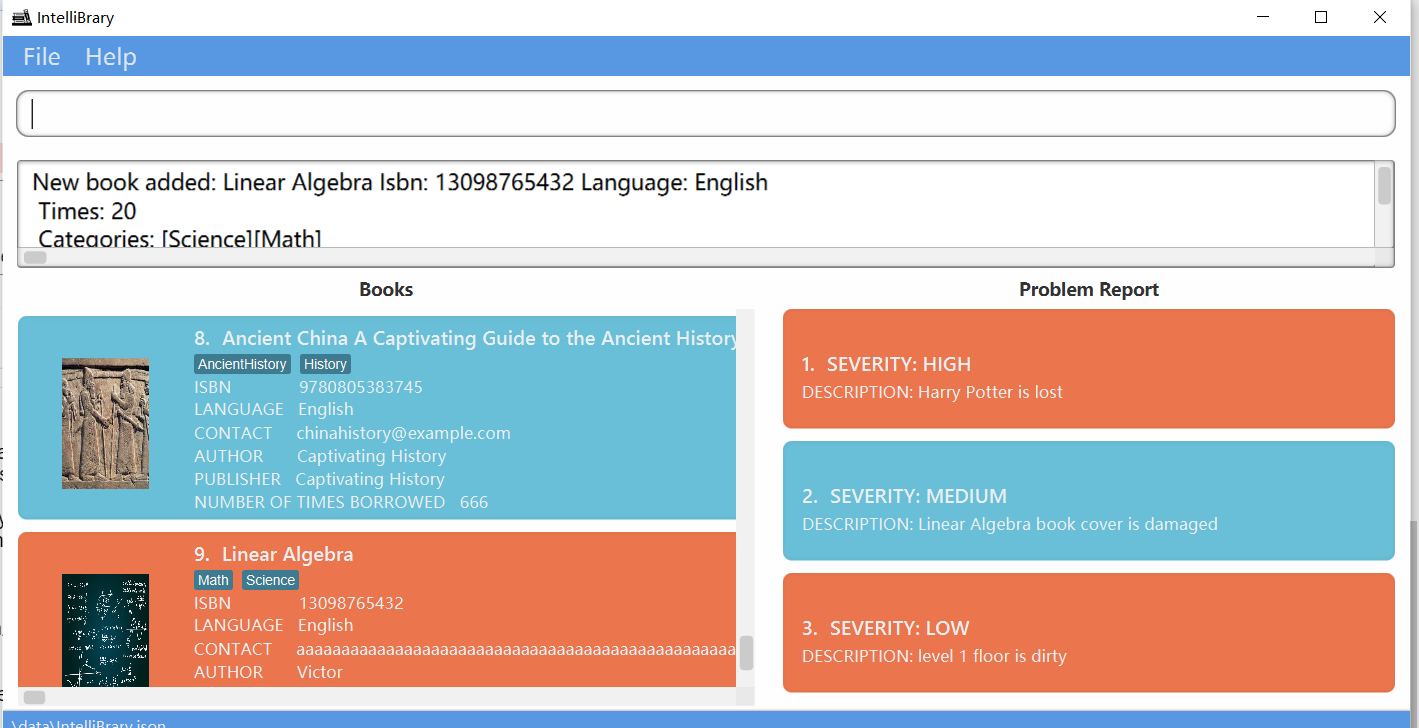 IntelliBrary
File Help
New book added: Linear Algebra Isbn: 13098765432 Language: English
Times: 20
Categories: [Science][Math]
Books
8. Ancient China A Captivating Guide to the Ancient History
AncientHistory History
ISBN 9780805383745
LANGUAGE English
CONTACT chinahistory@example.com
AUTHOR Captivating History
PUBLISHER Captivating History
NUMBER OF TIMES BORROWED 666
9. Linear Algebra
Math Science
ISBN 13098765432
LANGUAGE English
CONTACT aaaaaaaaaaaaaaaaaaaaaaaaaaaaaaaaaaaaaaaaaaaaaaaaa
AUTHOR Victor
Problem Report
1. SEVERITY: HIGH
DESCRIPTION: Harry Potter is lost
2. SEVERITY: MEDIUM
DESCRIPTION: Linear Algebra book cover is damaged
3. SEVERITY: LOW
DESCRIPTION: level 1 floor is dirty
.\data\IntelliBrary.json